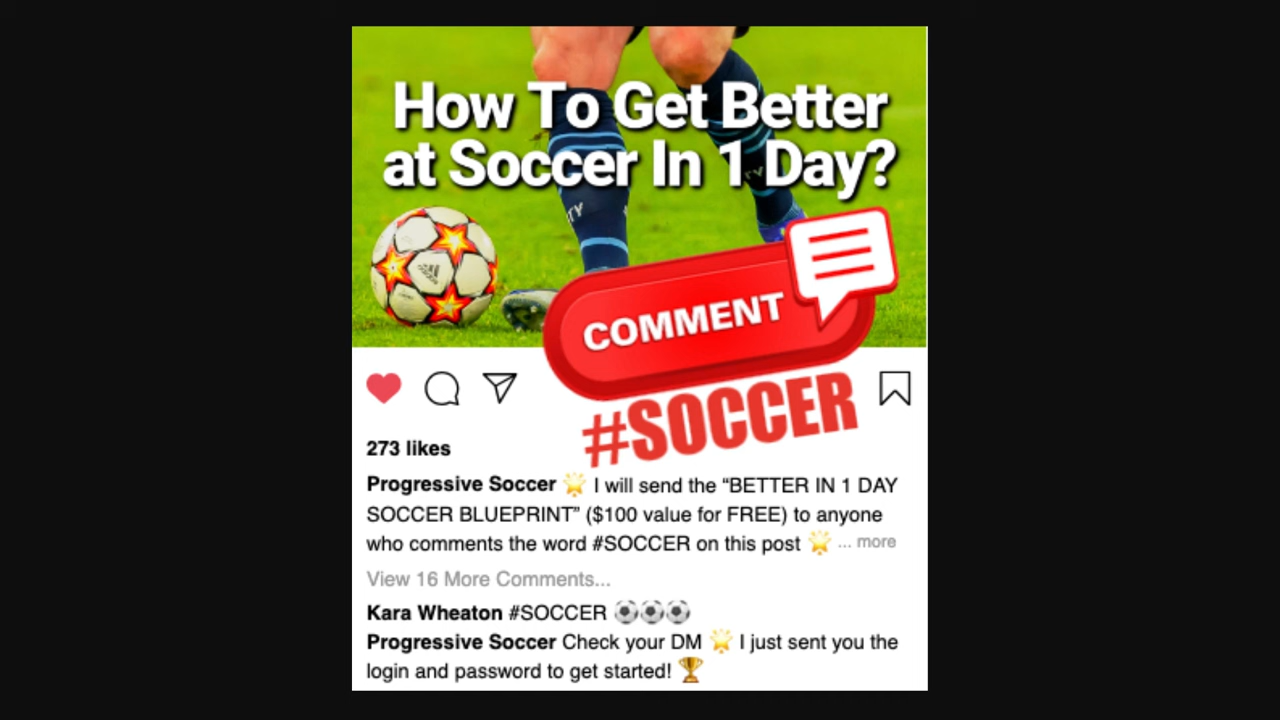 How To Get Better
at Soccer In 1 Day?
TY
TY
adidas
COMMENT
#SOCCER
273 likes
Progressive Soccer 🌟 I will send the “BETTER IN 1 DAY
SOCCER BLUEPRINT” ($100 value for FREE) to anyone
who comments the word #SOCCER on this post 🌟 ... more
View 16 More Comments...
Kara Wheaton #SOCCER ⚽⚽⚽
Progressive Soccer Check your DM 🌟 I just sent you the
login and password to get started! 🏆